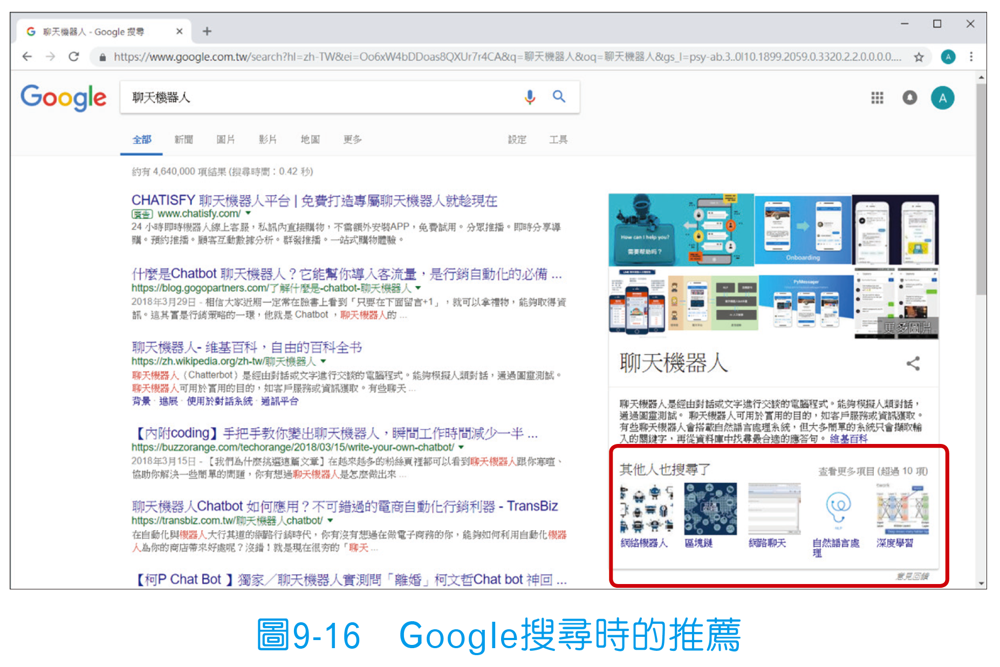 聊天機器人 - Google 搜尋
https://www.google.com.tw/search?hl=zh-TW&ei=Oo6xW4bDDoas8QXUr7r4CA&q=聊天機器人&oq=聊天機器人&gs_l=psy-ab.3..0l10.1899.2059.0.3320.2.2.0.0.0.0....
A
Google
聊天機器人
A
全部 新聞 圖片 影片 地圖 更多 設定 工具
約有 4,640,000 項結果 (搜尋時間：0.42 秒)
CHATISFY 聊天機器人平台 | 免費打造專屬聊天機器人就趁現在
廣告 www.chatisfy.com/
24 小時即時機器人線上客服，私訊內直接購物，不需額外安裝APP，免費試用。分眾推播。即時分享導
購。預約推播。顧客互動數據分析。群發推播。一站式購物體驗。
什麼是Chatbot 聊天機器人？它能幫你導入客流量，是行銷自動化的必備 ...
https://blog.gogopartners.com/了解什麼是-chatbot-聊天機器人
2018年3月29日 - 相信大家近期一定常在臉書上看到「只要在下面留言+1」，就可以拿禮物，能夠取得資
訊。這其實是行銷策略的一環，他就是 Chatbot ，聊天機器人的 ...
聊天機器人- 维基百科，自由的百科全书
https://zh.wikipedia.org/zh-tw/聊天機器人
聊天機器人（Chatterbot）是經由對話或文字進行交談的電腦程式。能夠模擬人類對話，通過圖靈測試。
聊天機器人可用於實用的目的，如客戶服務或資訊獲取。有些聊天 ...
背景 · 進展 · 使用於對話系統 · 通訊平台
【內附coding】手把手教你變出聊天機器人，瞬間工作時間減少一半 ...
https://buzzorange.com/techorange/2018/03/15/write-your-own-chatbot/
2018年3月15日 - 【我們為什麼挑選這篇文章】在越來越多的粉絲頁裡都可以看到聊天機器人跟你寒暄、
協助你解決一些簡單的問題，你有想過聊天機器人是怎麼做出來 ...
聊天機器人Chatbot 如何應用？不可錯過的電商自動化行銷利器 - TransBiz
https://transbiz.com.tw/聊天機器人chatbot/
在自動化與機器人大行其道的網路行銷時代，你有沒有想過在做電子商務的你，能夠如何利用自動化機器
人為你的商店帶來好處呢？沒錯！就是現在很夯的「聊天 ...
【柯P Chat Bot 】獨家／聊天機器人實測問「離婚」柯文哲Chat bot 神回 ...
How can I help you?
需要帮助吗？
Onboarding
PyMessager
更多圖片
聊天機器人
聊天機器人是經由對話或文字進行交談的電腦程式。能夠模擬人類對話，
通過圖靈測試。 聊天機器人可用於實用的目的，如客戶服務或資訊獲取。
有些聊天機器人會搭載自然語言處理系統，但大多簡單的系統只會擷取輸
入的關鍵字，再從資料庫中找尋最合適的應答句。 維基百科
其他人也搜尋了 查看更多項目 (超過 10 項)
網絡機器人 區塊鏈 網路聊天 自然語言處理 深度學習
意見回饋
圖9-16 Google搜尋時的推薦